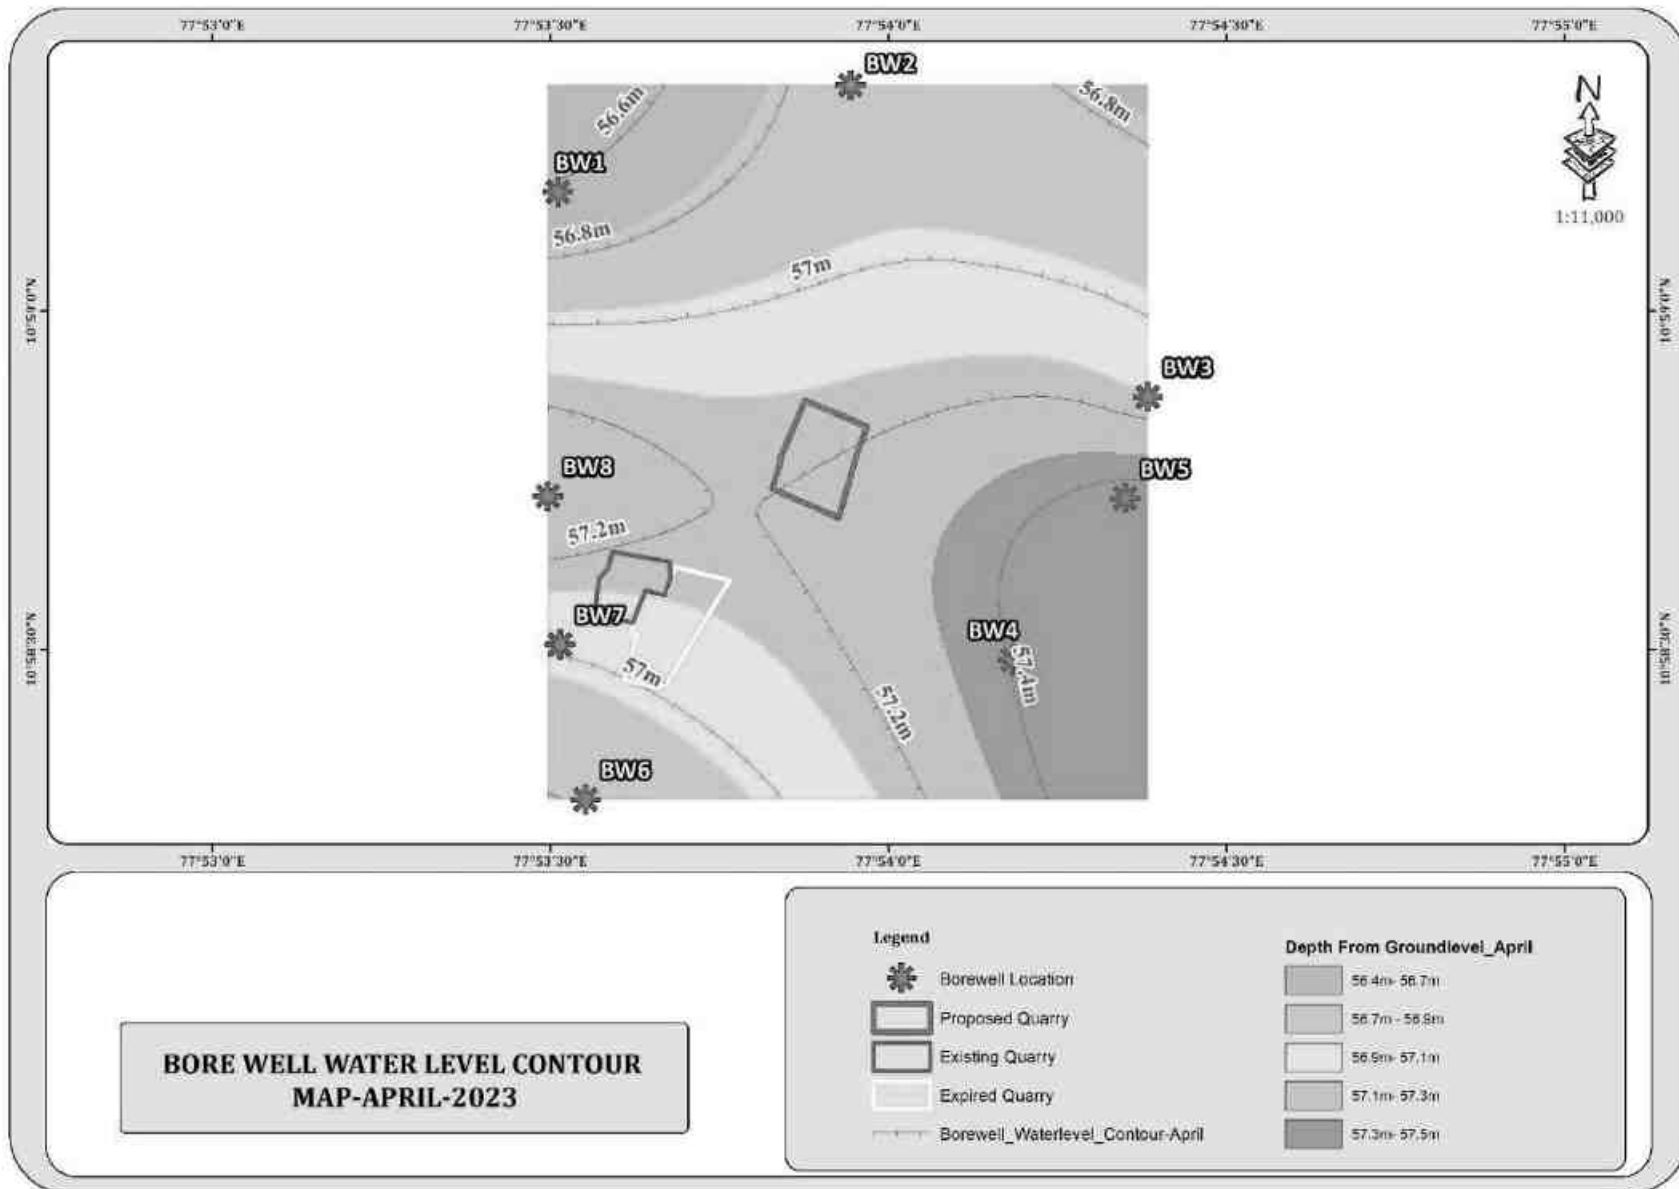 77°53'0"E
77°53'30"E
77°54'0"E
77°54'30"E
77°55'0"E
BW2
56.6m
56.8m
N
BW1
1:11,000
56.8m
57m
10°59'0"N
10°59'0"N
BW3
BW8
BW5
57.2m
BW7
BW4
10°58'30"N
10°58'30"N
57m
57.4m
57.2m
BW6
77°53'0"E
77°53'30"E
77°54'0"E
77°54'30"E
77°55'0"E
Legend
Borewell Location
Proposed Quarry
Existing Quarry
Expired Quarry
Borewell_Waterlevel_Contour-April
Depth From Groundlevel_April
56.4m- 56.7m
56.7m - 56.9m
56.9m- 57.1m
57.1m- 57.3m
57.3m- 57.5m
BORE WELL WATER LEVEL CONTOUR
MAP-APRIL-2023